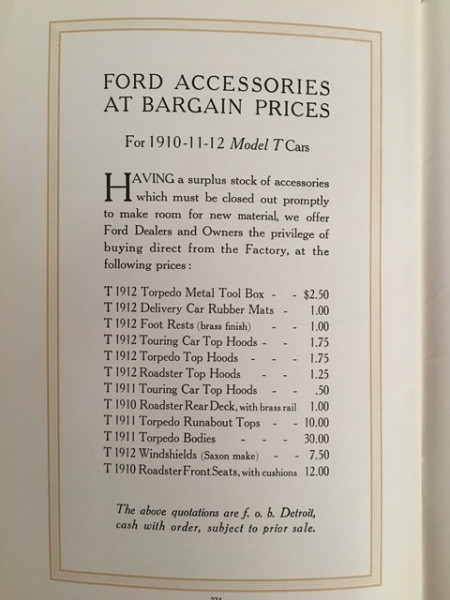 FORD ACCESSORIES
AT BARGAIN PRICES
For 1910-11-12 Model T Cars
HAVING a surplus stock of accessories
which must be closed out promptly
to make room for new material, we offer
Ford Dealers and Owners the privilege of
buying direct from the Factory, at the
following prices:
T 1912 Torpedo Metal Tool Box - - $2.50
T 1912 Delivery Car Rubber Mats - 1.00
T 1912 Foot Rests (brass finish) - - 1.00
T 1912 Touring Car Top Hoods - - 1.75
T 1912 Torpedo Top Hoods - - - 1.75
T 1912 Roadster Top Hoods - - 1.25
T 1911 Touring Car Top Hoods - - .50
T 1910 Roadster Rear Deck, with brass rail 1.00
T 1911 Torpedo Runabout Tops - - 10.00
T 1911 Torpedo Bodies - - - 30.00
T 1912 Windshields (Saxon make) - - 7.50
T 1910 Roadster Front Seats, with cushions 12.00
The above quotations are f. o. b. Detroit,
cash with order, subject to prior sale.